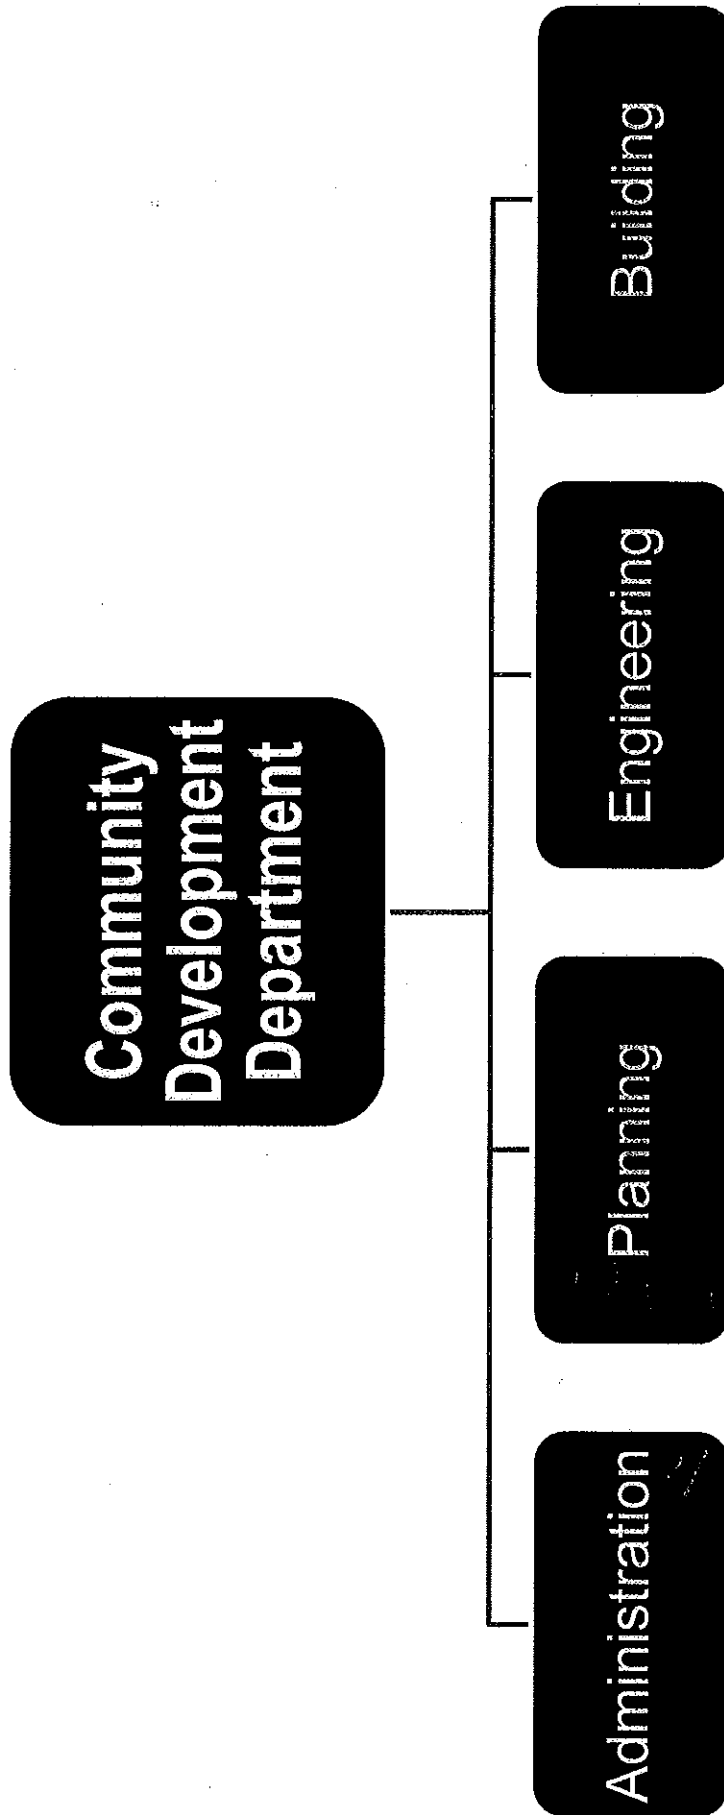 Community
Development
Department
Administration
Planning
Engineering
Building